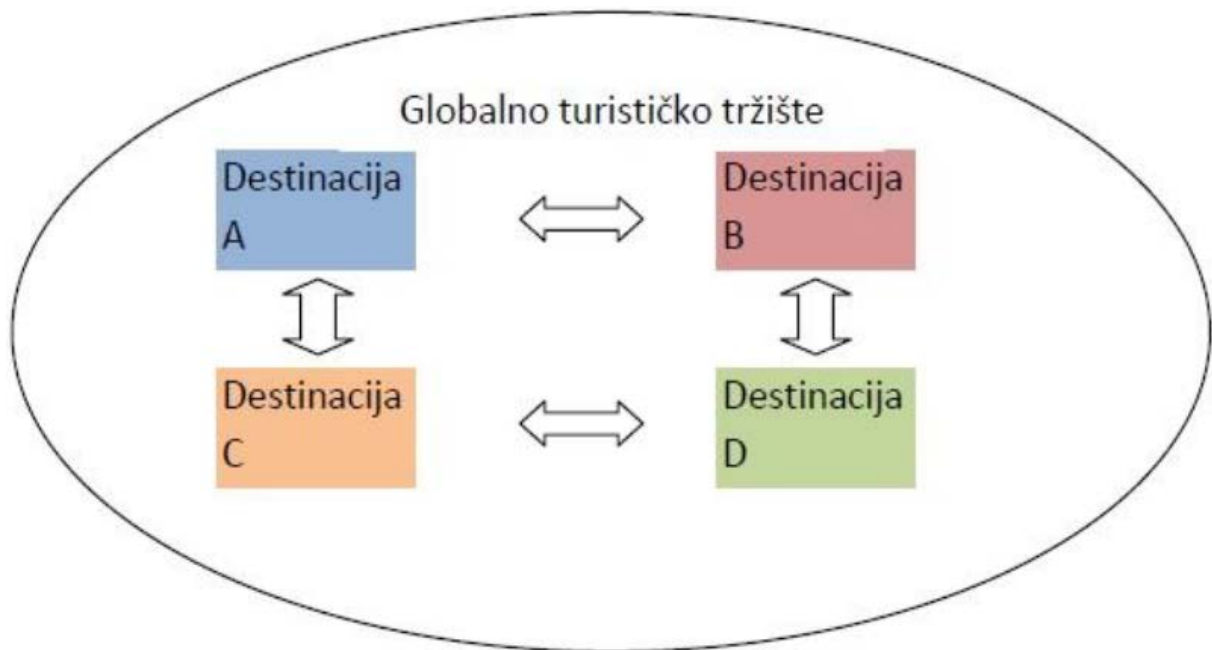 Globalno turističko tržište
Destinacija
A
Destinacija
B
Destinacija
C
Destinacija
D